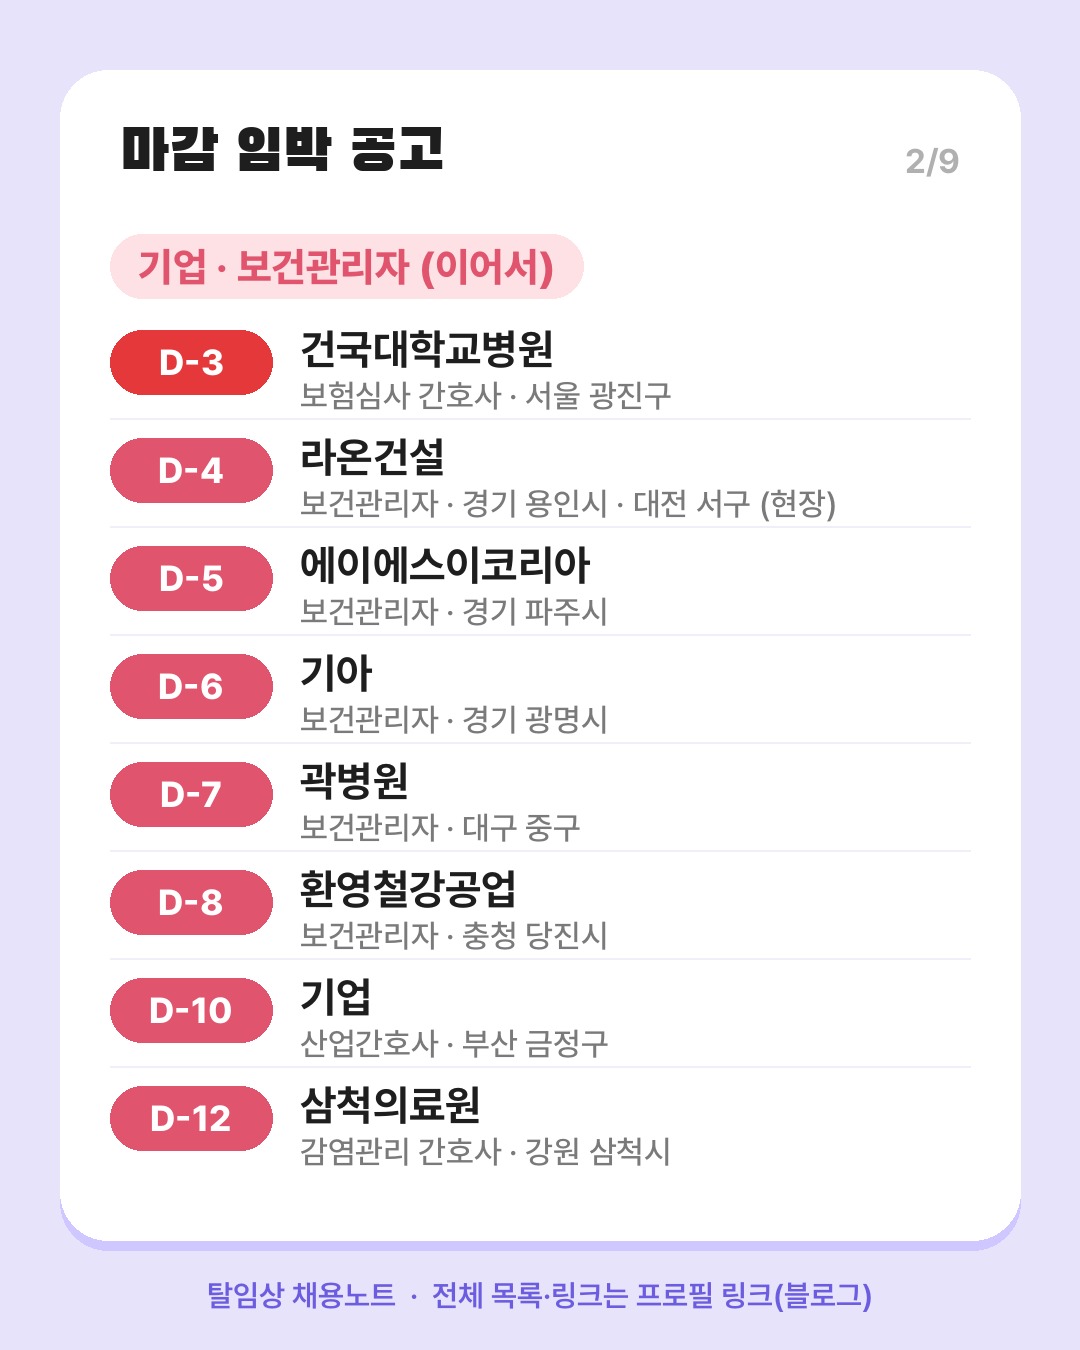 마감 임박 공고
2/9
기업 · 보건관리자 (이어서)
D-3
건국대학교병원
보험심사 간호사 · 서울 광진구
D-4
라온건설
보건관리자 · 경기 용인시 · 대전 서구 (현장)
D-5
에이에스이코리아
보건관리자 · 경기 파주시
D-6
기아
보건관리자 · 경기 광명시
D-7
곽병원
보건관리자 · 대구 중구
D-8
환영철강공업
보건관리자 · 충청 당진시
D-10
기업
산업간호사 · 부산 금정구
D-12
삼척의료원
감염관리 간호사 · 강원 삼척시
탈임상 채용노트 · 전체 목록·링크는 프로필 링크(블로그)